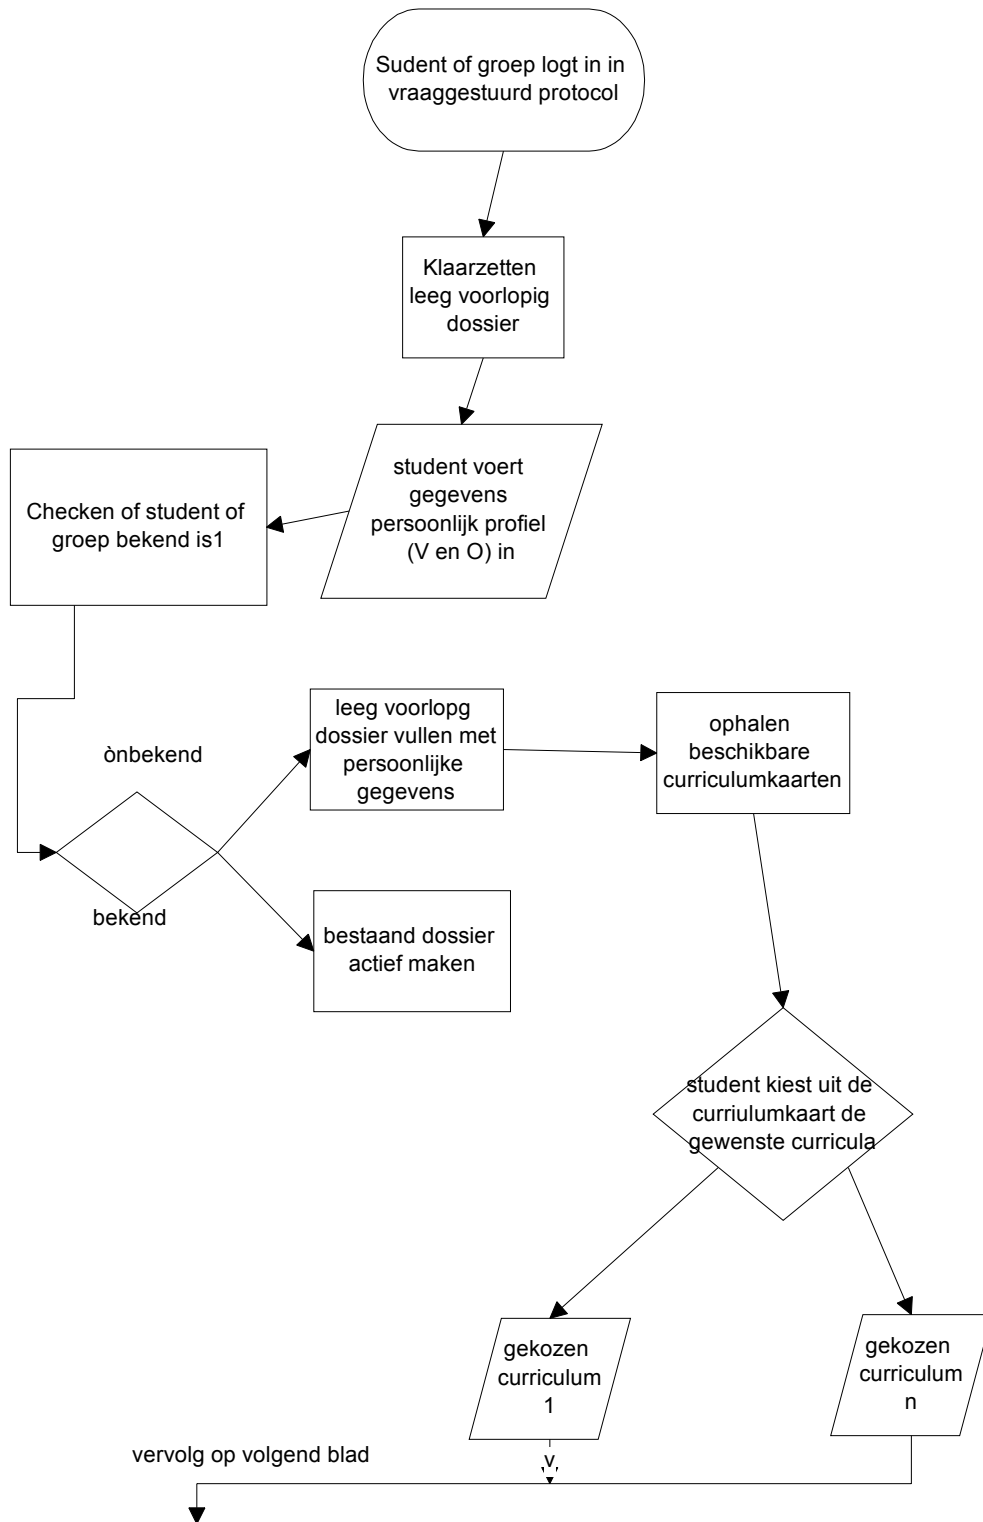 Sudent of groep logt in in
vraaggestuurd protocol
Klaarzetten
leeg voorlopig
dossier
student voert
gegevens
persoonlijk profiel
(V en O) in
Checken of student of
groep bekend is1
ònbekend
bekend
leeg voorlopg
dossier vullen met
persoonlijke
gegevens
ophalen
beschikbare
curriculumkaarten
bestaand dossier
actief maken
student kiest uit de
curriulumkaart de
gewenste curricula
gekozen
curriculum
1
gekozen
curriculum
n
v
vervolg op volgend blad